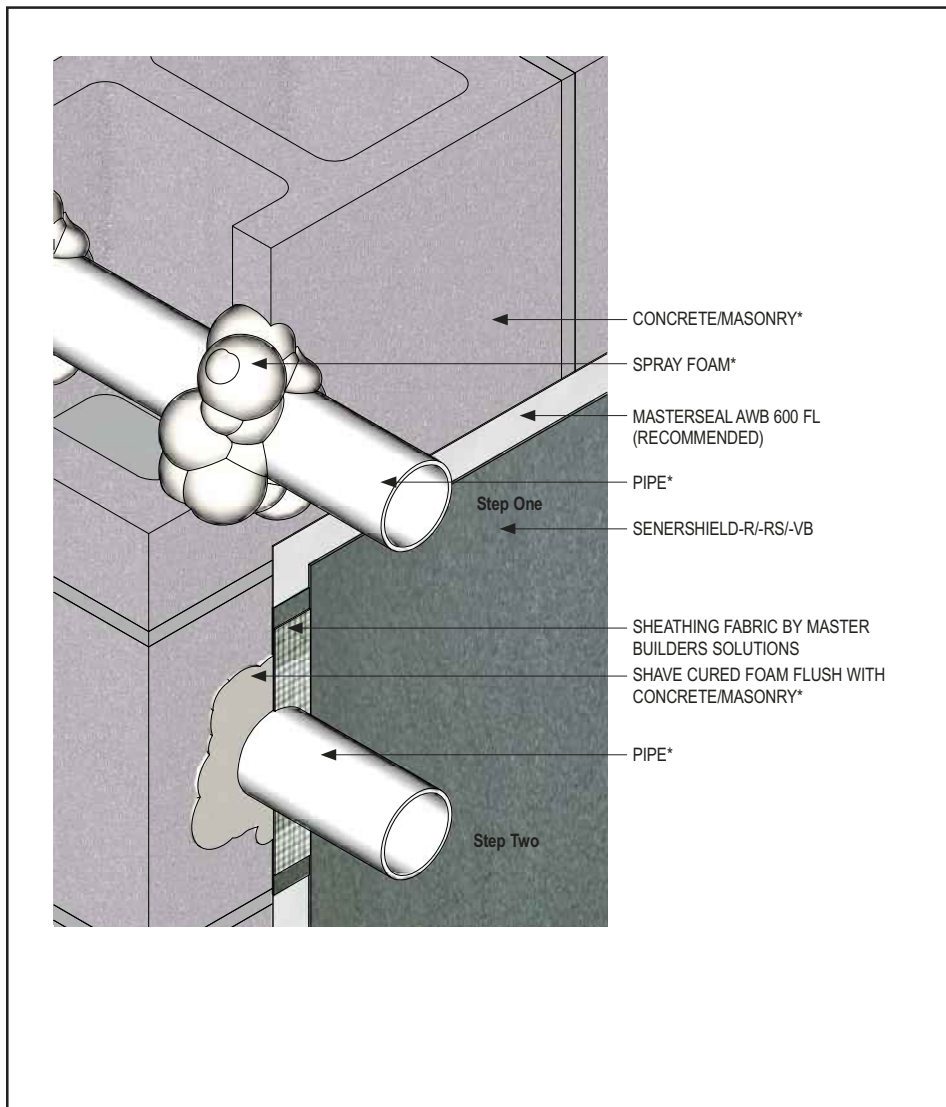 CONCRETE/MASONRY*
SPRAY FOAM*
MASTERSEAL AWB 600 FL
(RECOMMENDED)
PIPE*
Step One
SENERSHIELD-R/-RS/-VB
SHEATHING FABRIC BY MASTER
BUILDERS SOLUTIONS
SHAVE CURED FOAM FLUSH WITH
CONCRETE/MASONRY*
PIPE*
Step Two